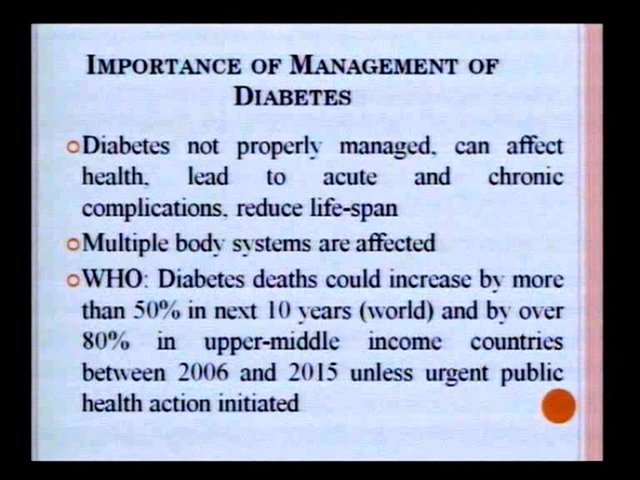 IMPORTANCE OF MANAGEMENT OF
DIABETES
Diabetes not properly managed, can affect
health, lead to acute and chronic
complications, reduce life-span
Multiple body systems are affected
WHO: Diabetes deaths could increase by more
than 50% in next 10 years (world) and by over
80% in upper-middle income countries
between 2006 and 2015 unless urgent public
health action initiated